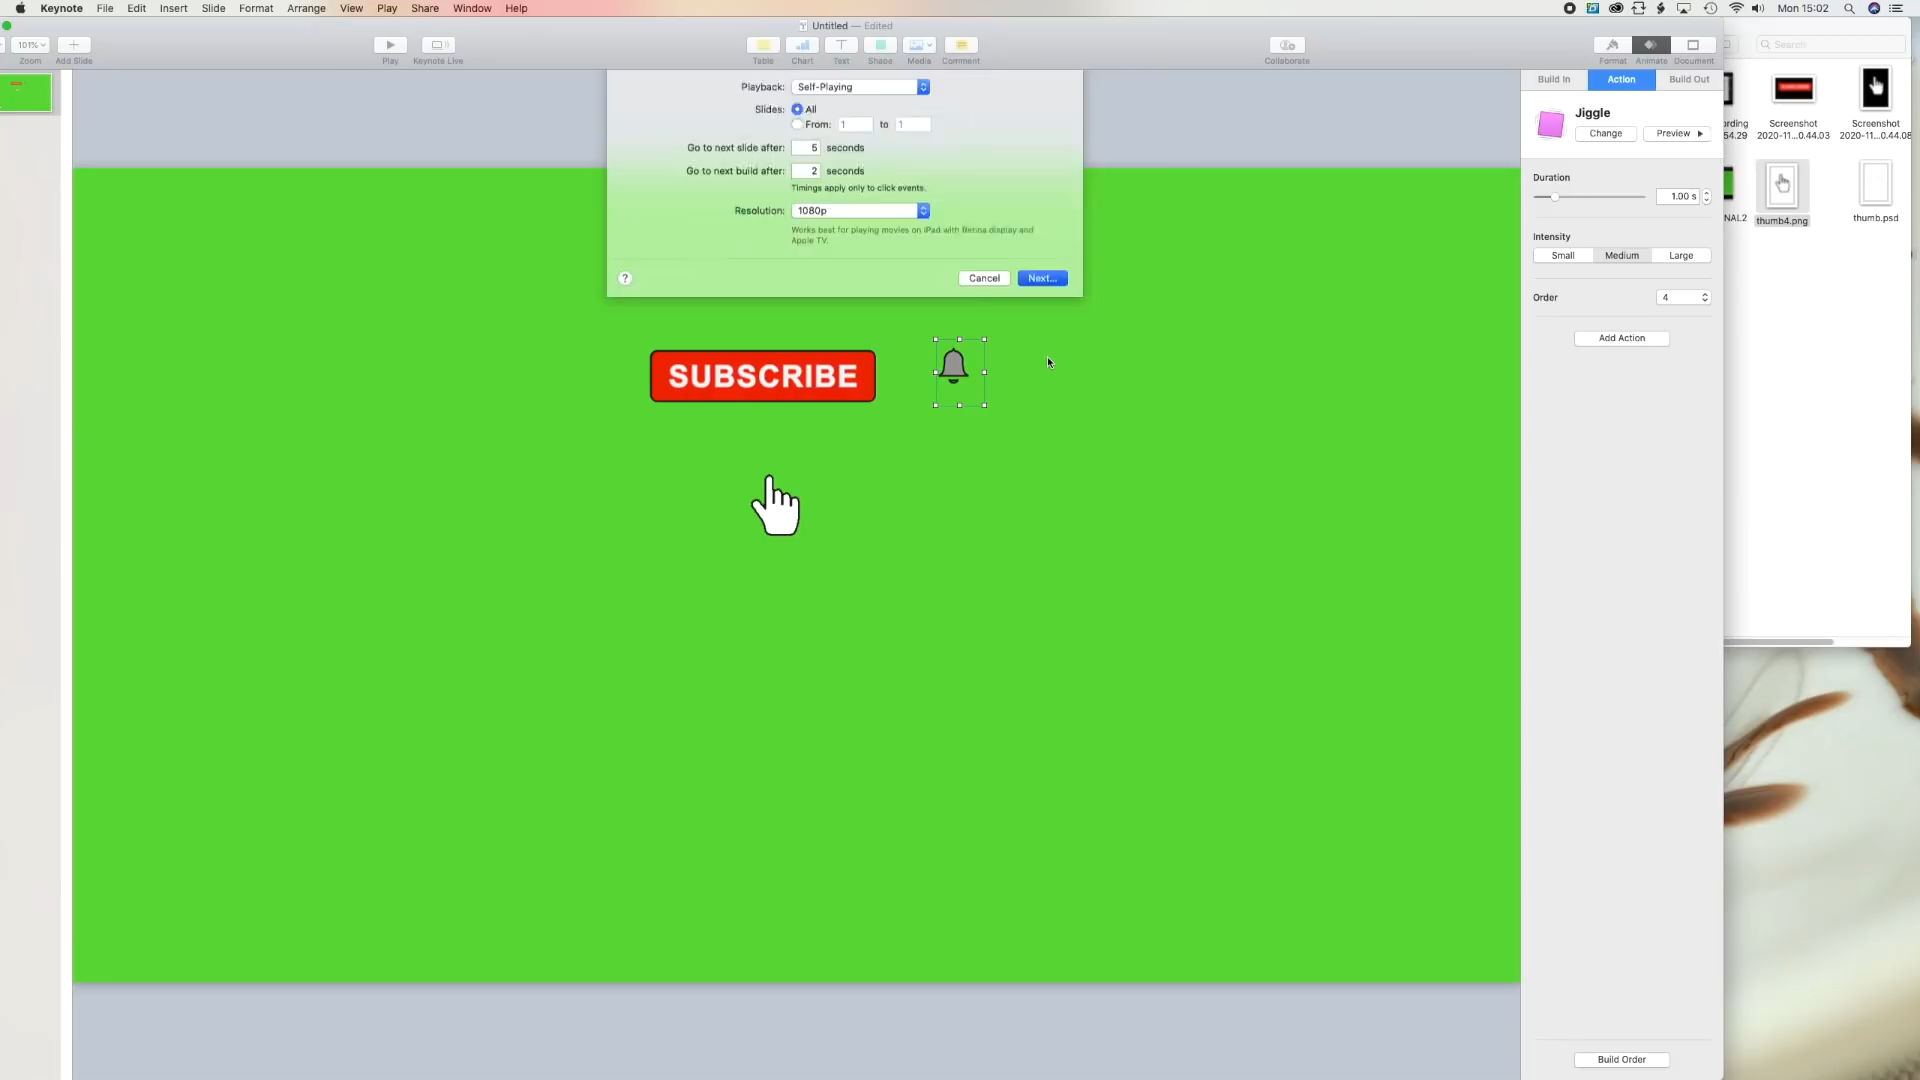 Keynote File Edit Insert Slide Format Arrange View Play Share Window Help
Mon 15:02
Untitled — Edited
101%
Search
Zoom Add Slide Play Keynote Live Table Chart Text Shape Media Comment Collaborate Format Animate Document
Build In Action Build Out
Playback: Self-Playing
Slides: All
From: 1 to 1
Go to next slide after: 5 seconds
Go to next build after: 2 seconds
Timings apply only to click events.
Resolution: 1080p
Works best for playing movies on iPad with Retina display and
Apple TV.
? Cancel Next...
SUBSCRIBE
Jiggle
Change Preview
Duration
1.00 s
Intensity
Small Medium Large
Order 4
Add Action
Build Order
Screenshot
2020-11...0.44.03
Screenshot
2020-11...0.44.08
thumb4.png
thumb.psd